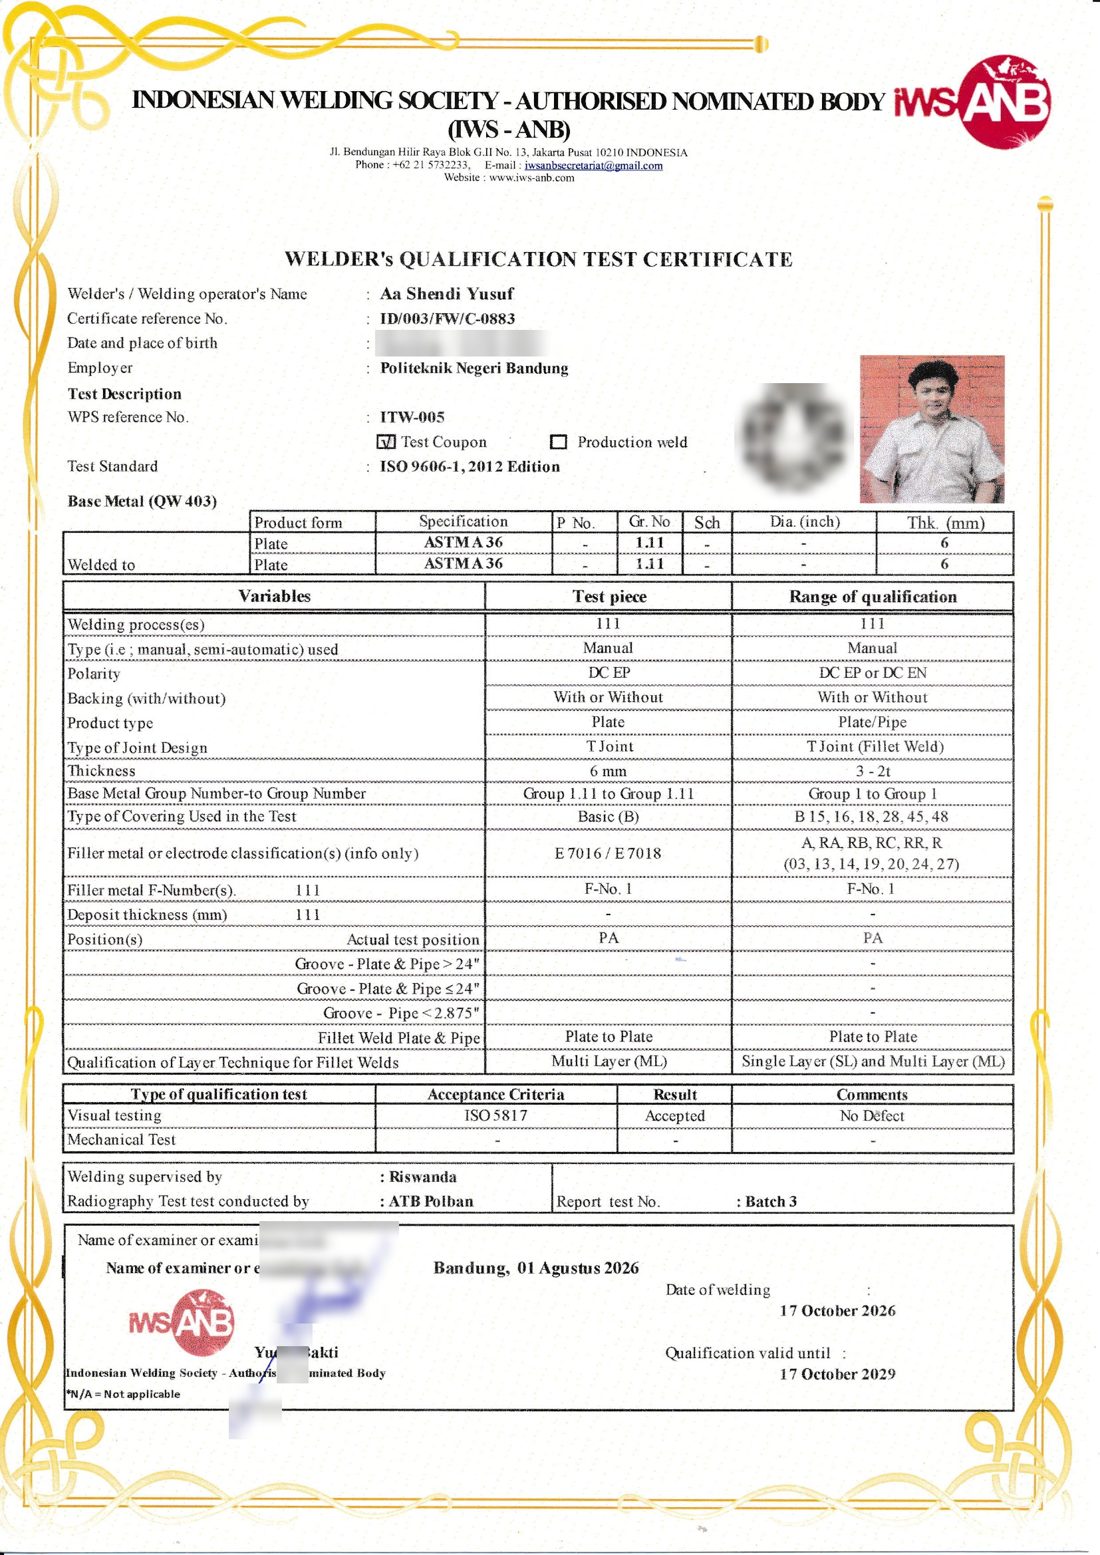 INDONESIAN WELDING SOCIETY - AUTHORISED NOMINATED BODY
(IWS - ANB)
iWS ANB
Jl. Bendungan Hilir Raya Blok G.II No. 13, Jakarta Pusat 10210 INDONESIA
Phone : +62 21 5732233, E-mail : iwsanbsecretariat@gmail.com
Website : www.iws-anb.com
WELDER's QUALIFICATION TEST CERTIFICATE
Welder's / Welding operator's Name : Aa Shendi Yusuf
Certificate reference No. : ID/003/FW/C-0883
Date and place of birth :
Employer : Politeknik Negeri Bandung
Test Description
WPS reference No. : ITW-005
☑ Test Coupon ☐ Production weld
Test Standard : ISO 9606-1, 2012 Edition
Base Metal (QW 403)
Product form Specification P No. Gr. No Sch Dia. (inch) Thk. (mm)
Plate ASTM A 36 - 1.11 - - 6
Welded to Plate ASTM A 36 - 1.11 - - 6
Variables Test piece Range of qualification
Welding process(es) 111 111
Type (i.e ; manual, semi-automatic) used Manual Manual
Polarity DC EP DC EP or DC EN
Backing (with/without) With or Without With or Without
Product type Plate Plate/Pipe
Type of Joint Design T Joint T Joint (Fillet Weld)
Thickness 6 mm 3 - 2t
Base Metal Group Number-to Group Number Group 1.11 to Group 1.11 Group 1 to Group 1
Type of Covering Used in the Test Basic (B) B 15, 16, 18, 28, 45, 48
Filler metal or electrode classification(s) (info only) E 7016 / E 7018 A, RA, RB, RC, RR, R
(03, 13, 14, 19, 20, 24, 27)
Filler metal F-Number(s). 111 F-No. 1 F-No. 1
Deposit thickness (mm) 111 - -
Position(s) Actual test position PA PA
Groove - Plate & Pipe > 24" -
Groove - Plate & Pipe ≤ 24" -
Groove - Pipe < 2.875" -
Fillet Weld Plate & Pipe Plate to Plate Plate to Plate
Qualification of Layer Technique for Fillet Welds Multi Layer (ML) Single Layer (SL) and Multi Layer (ML)
Type of qualification test Acceptance Criteria Result Comments
Visual testing ISO 5817 Accepted No Defect
Mechanical Test - - -
Welding supervised by : Riswanda
Radiography Test test conducted by : ATB Polban Report test No. : Batch 3
Name of examiner or
Name of examiner or
Bandung, 01 Agustus 2026
Date of welding :
17 October 2026
iWS ANB
Qualification valid until :
17 October 2029
Indonesian Welding Society -
*N/A = Not applicable